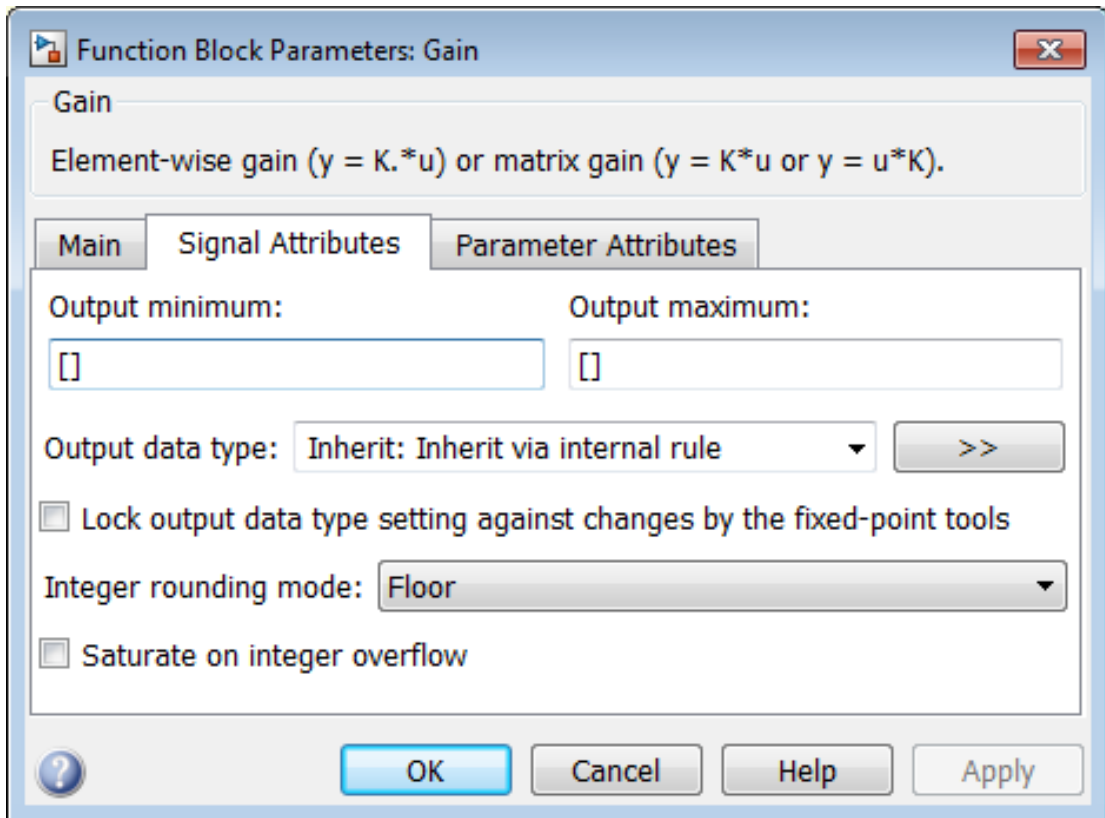 Function Block Parameters: Gain
Gain
Element-wise gain (y = K.*u) or matrix gain (y = K*u or y = u*K).
Main Signal Attributes Parameter Attributes
Output minimum: Output maximum:
[] []
Output data type: Inherit: Inherit via internal rule >>
Lock output data type setting against changes by the fixed-point tools
Integer rounding mode: Floor
Saturate on integer overflow
? OK Cancel Help Apply